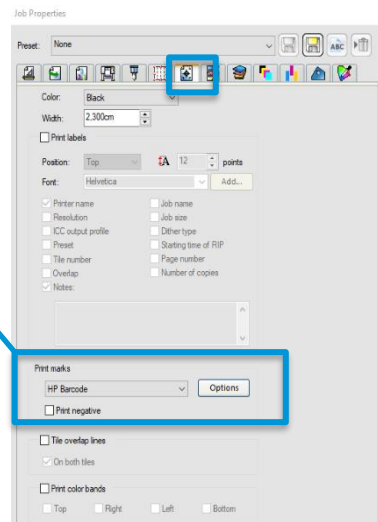 Job Properties
Preset: None
ABC
Color: Black
Width: 2,300cm
Print labels
Position: Top A 12 points
Font: Helvetica Add...
Printer name Job name
Resolution Job size
ICC output profile Dither type
Preset Starting time of RIP
Tile number Page number
Overlap Number of copies
Notes:
Print marks
HP Barcode Options
Print negative
Tile overlap lines
On both tiles
Print color bands
Top Right Left Bottom